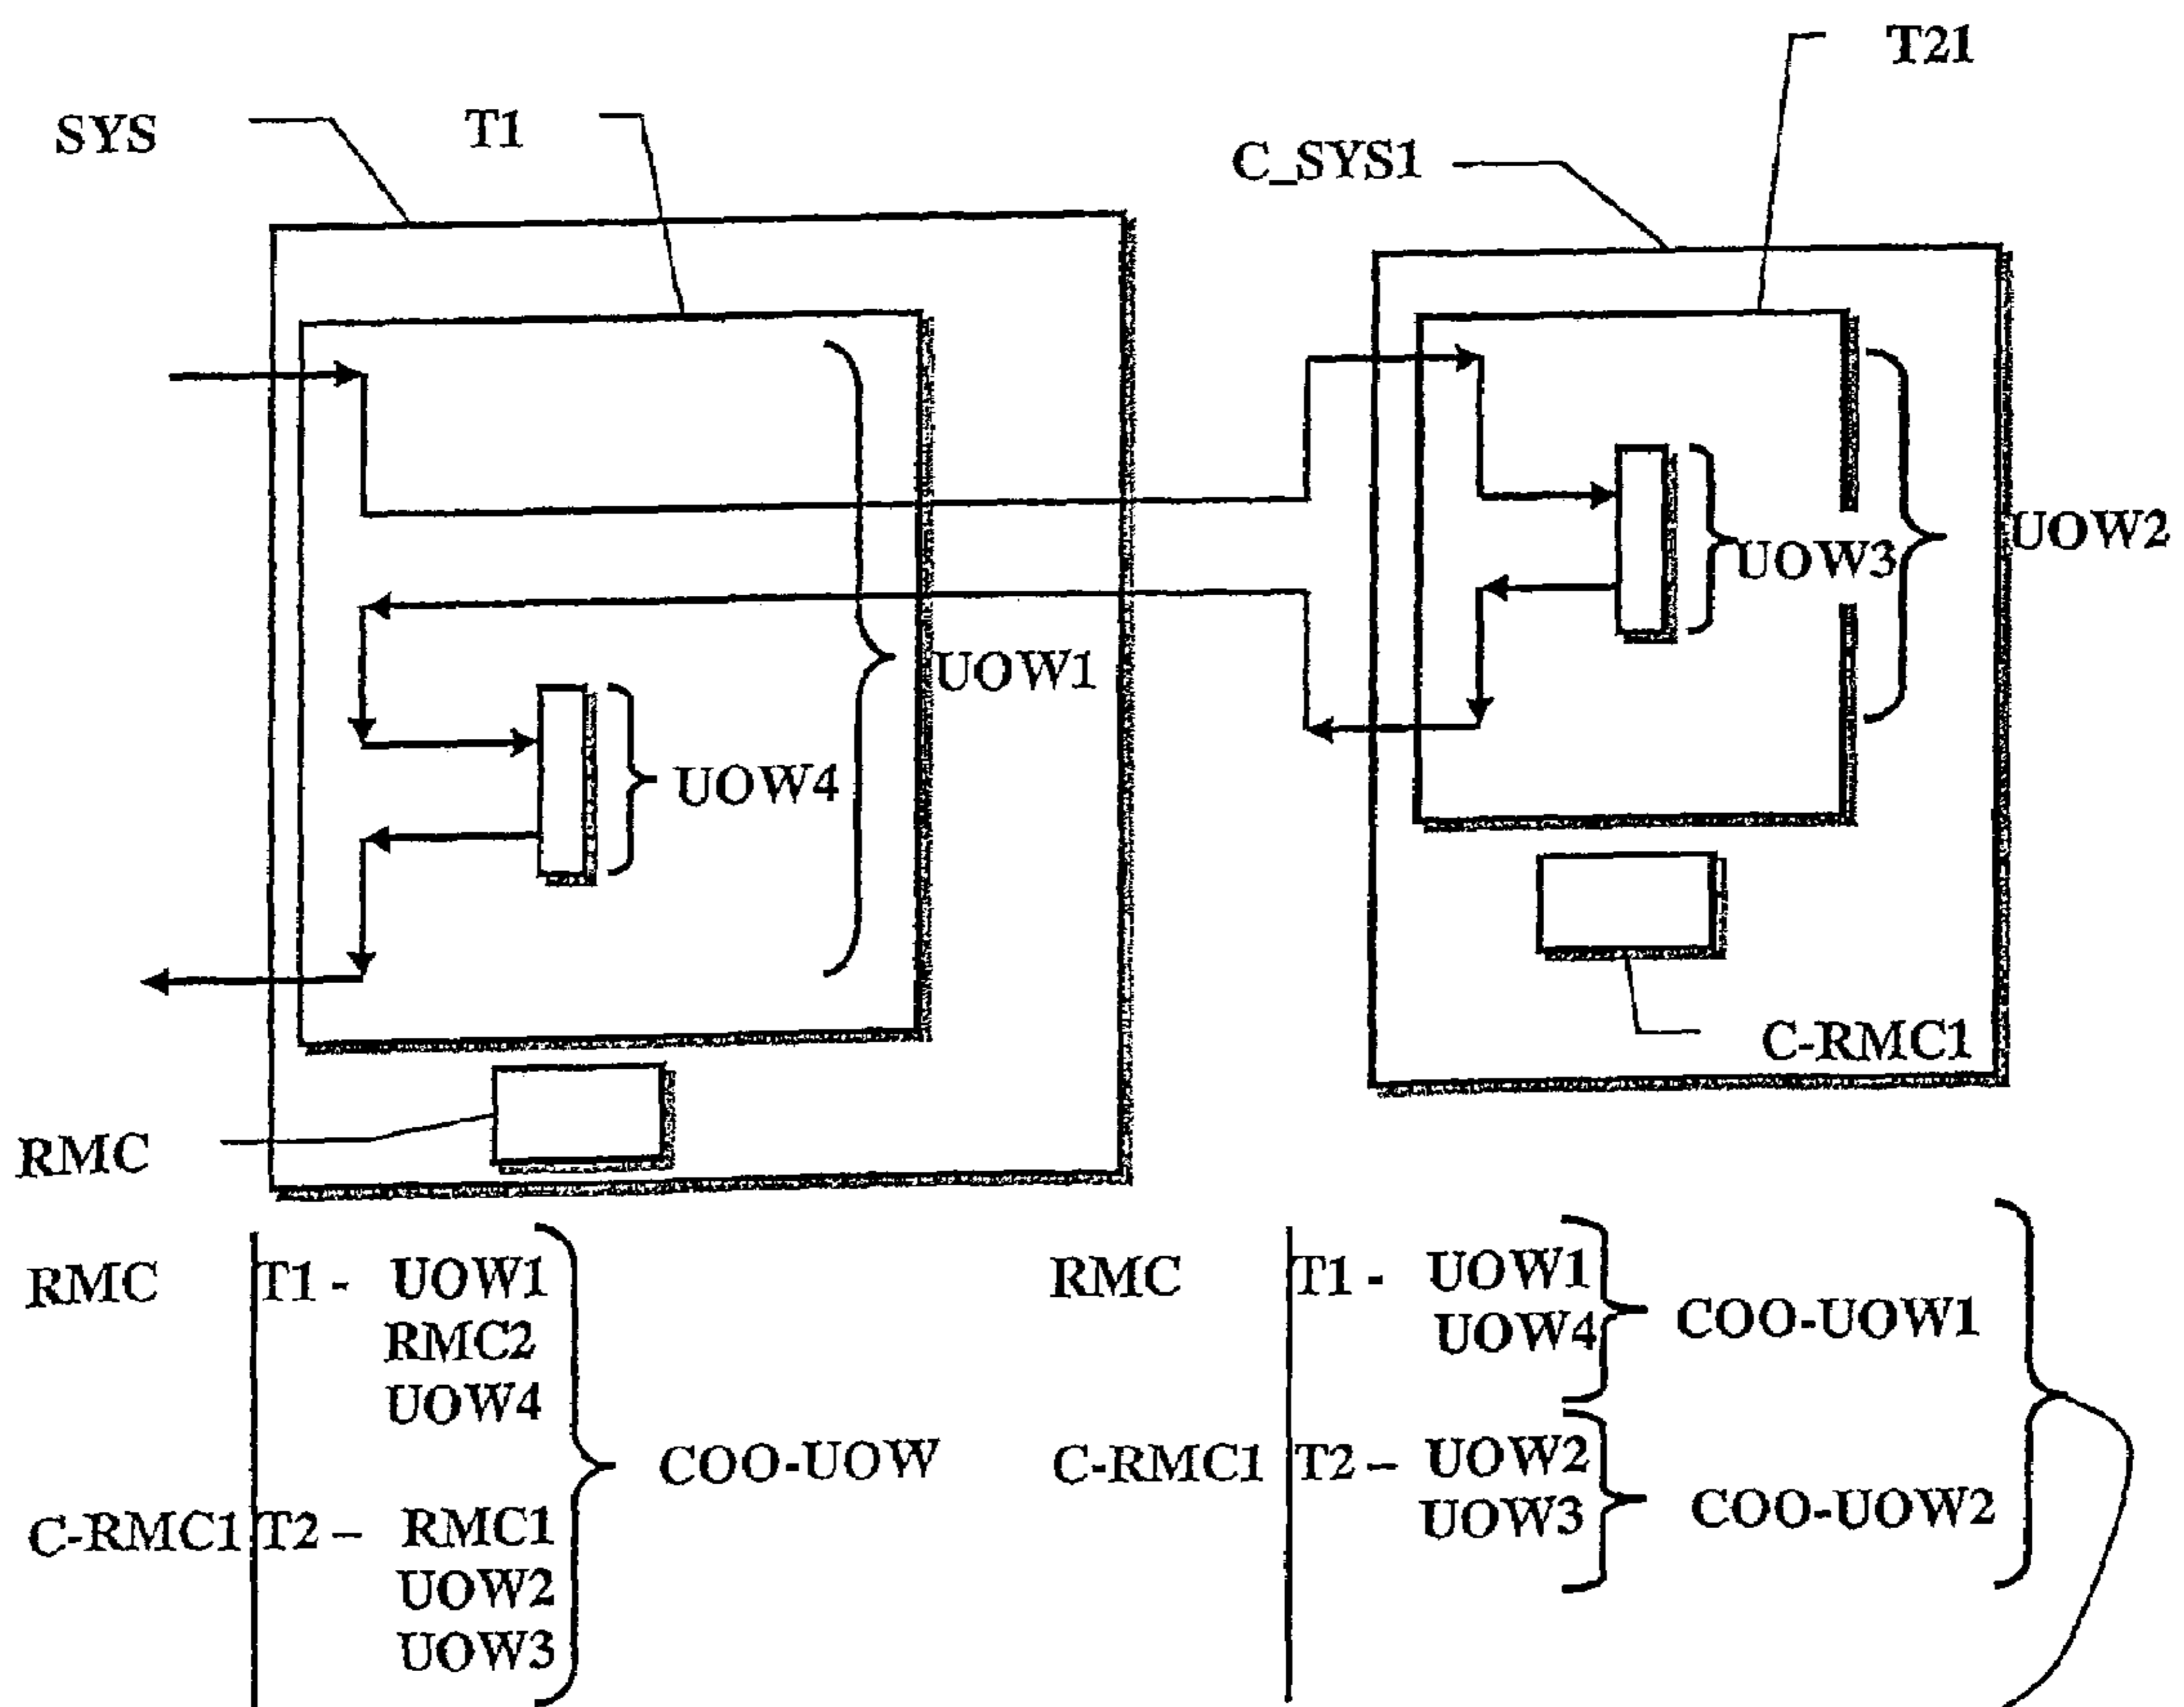 T21
SYS
T1
C_SYS1
UOW2
UOW3
UOW1
UOW4
C-RMC1
RMC
RMC T1 - UOW1
RMC2
UOW4
COO-UOW
C-RMC1 T2 – RMC1
UOW2
UOW3
RMC T1 - UOW1
UOW4
COO-UOW1
C-RMC1 T2 – UOW2
UOW3
COO-UOW2